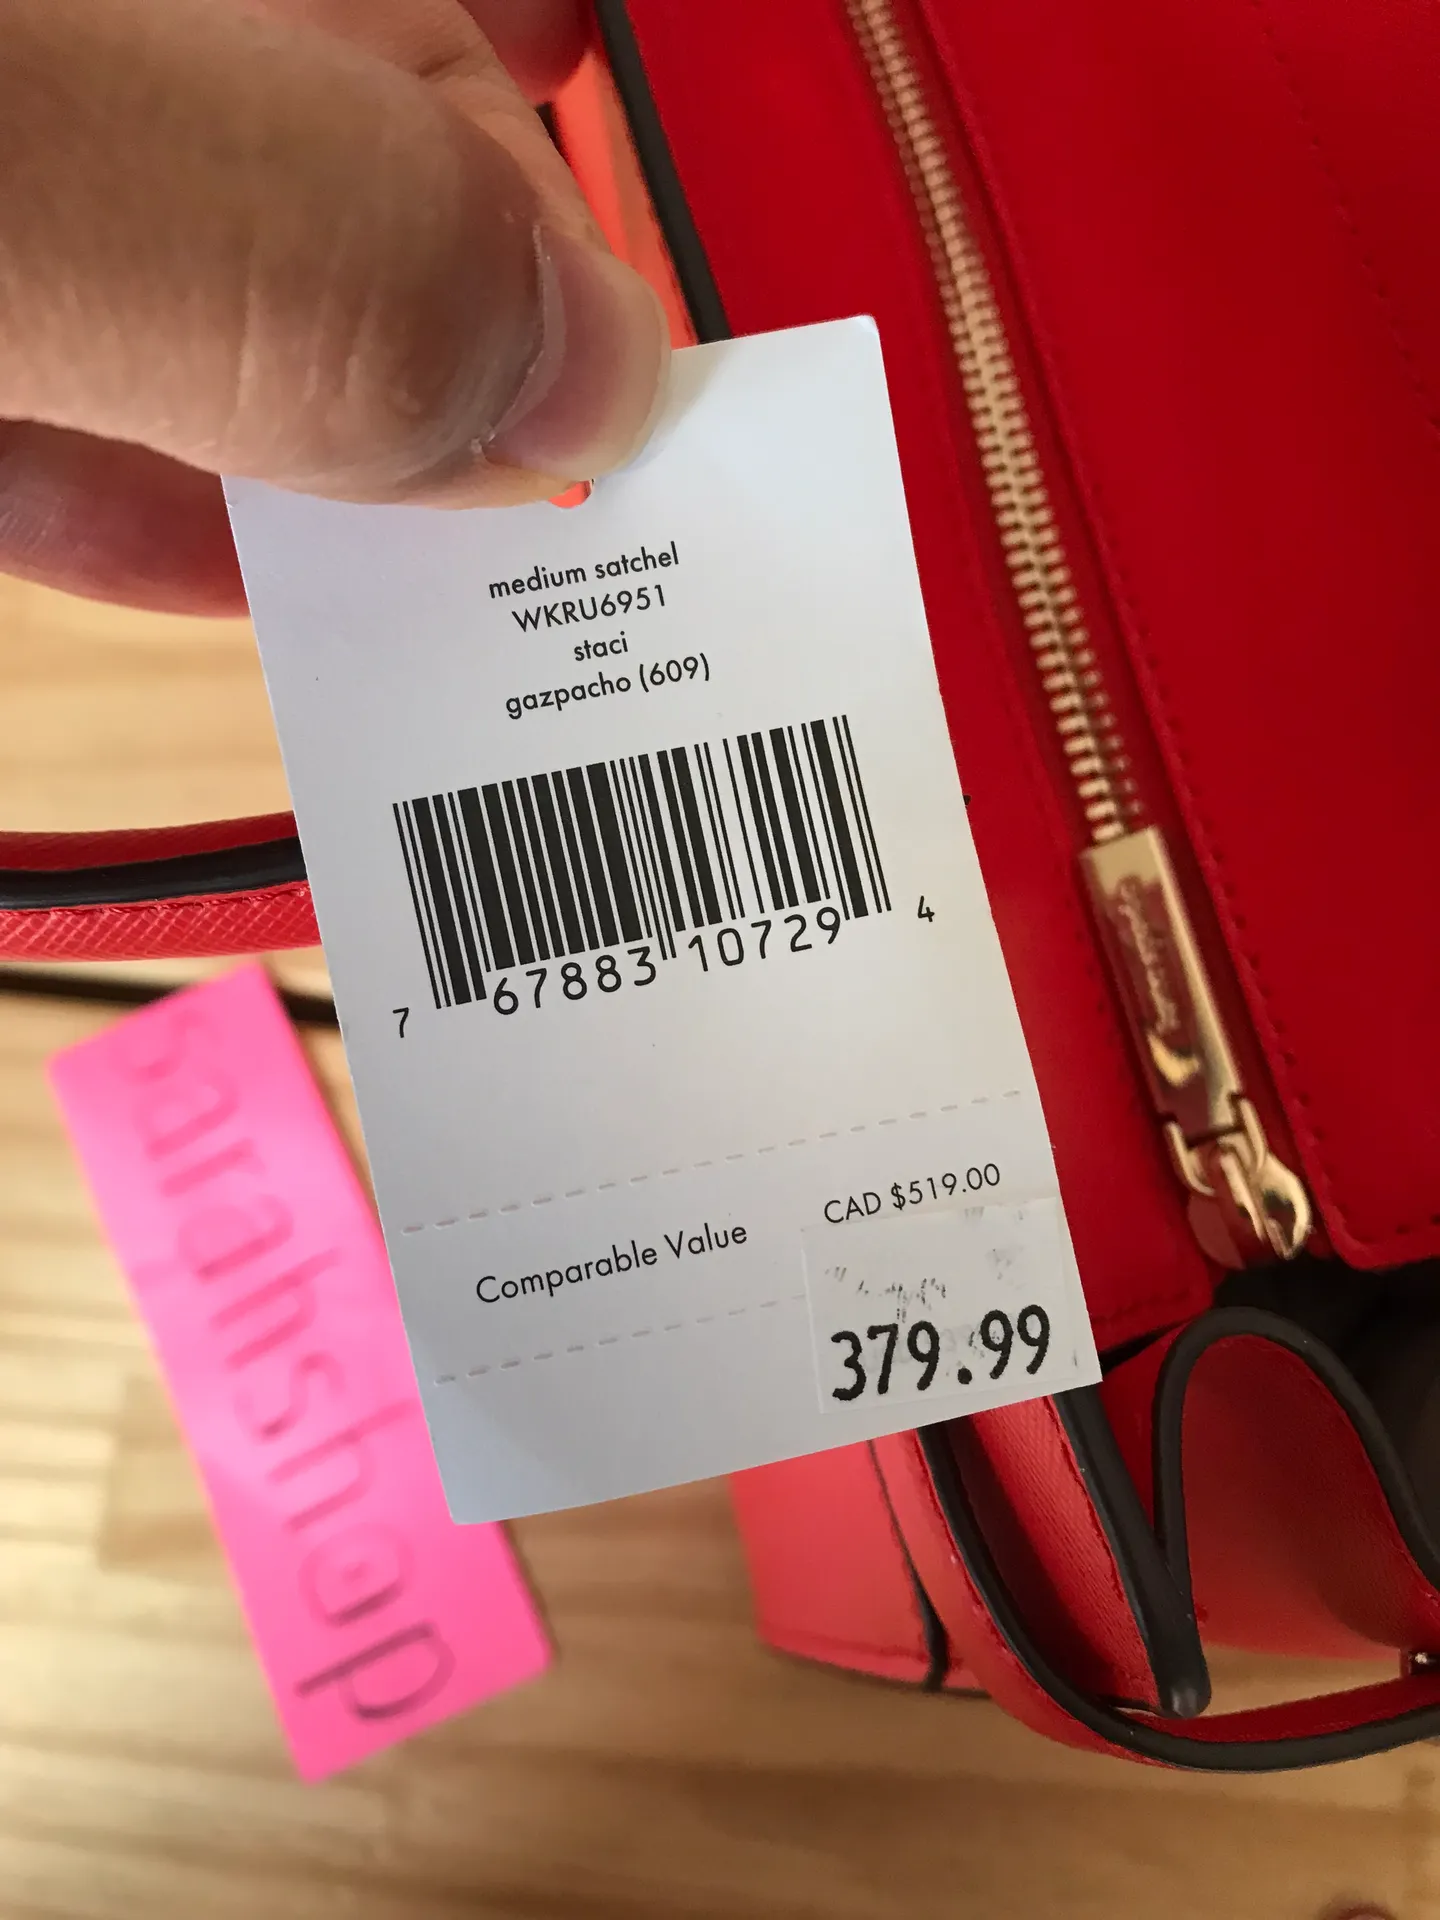 medium satchel
WKRU6951
staci
gazpacho (609)
7 67883 10729 4
CAD $519.00
Comparable Value
379.99
sarahshop